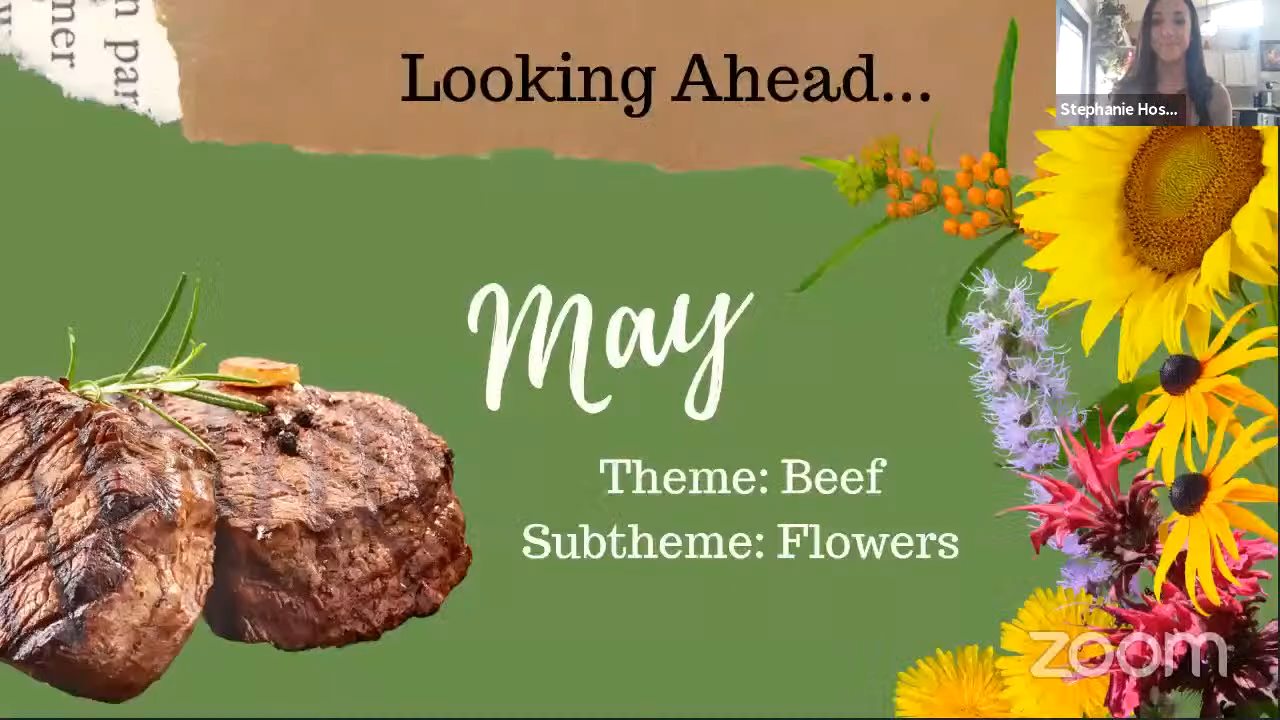 Looking Ahead...
Stephanie Hos...
May
Theme: Beef
Subtheme: Flowers
zoom